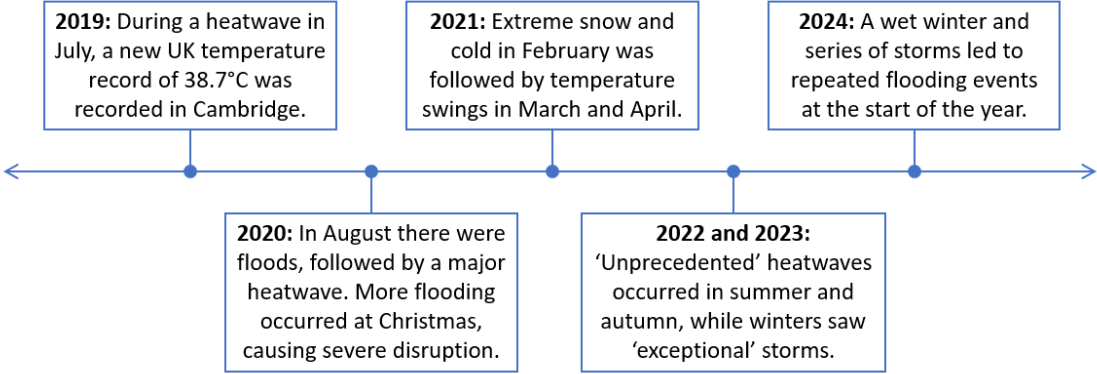 2019: During a heatwave in
July, a new UK temperature
record of 38.7°C was
recorded in Cambridge.
2020: In August there were
floods, followed by a major
heatwave. More flooding
occurred at Christmas,
causing severe disruption.
2021: Extreme snow and
cold in February was
followed by temperature
swings in March and April.
2022 and 2023:
‘Unprecedented’ heatwaves
occurred in summer and
autumn, while winters saw
‘exceptional’ storms.
2024: A wet winter and
series of storms led to
repeated flooding events
at the start of the year.